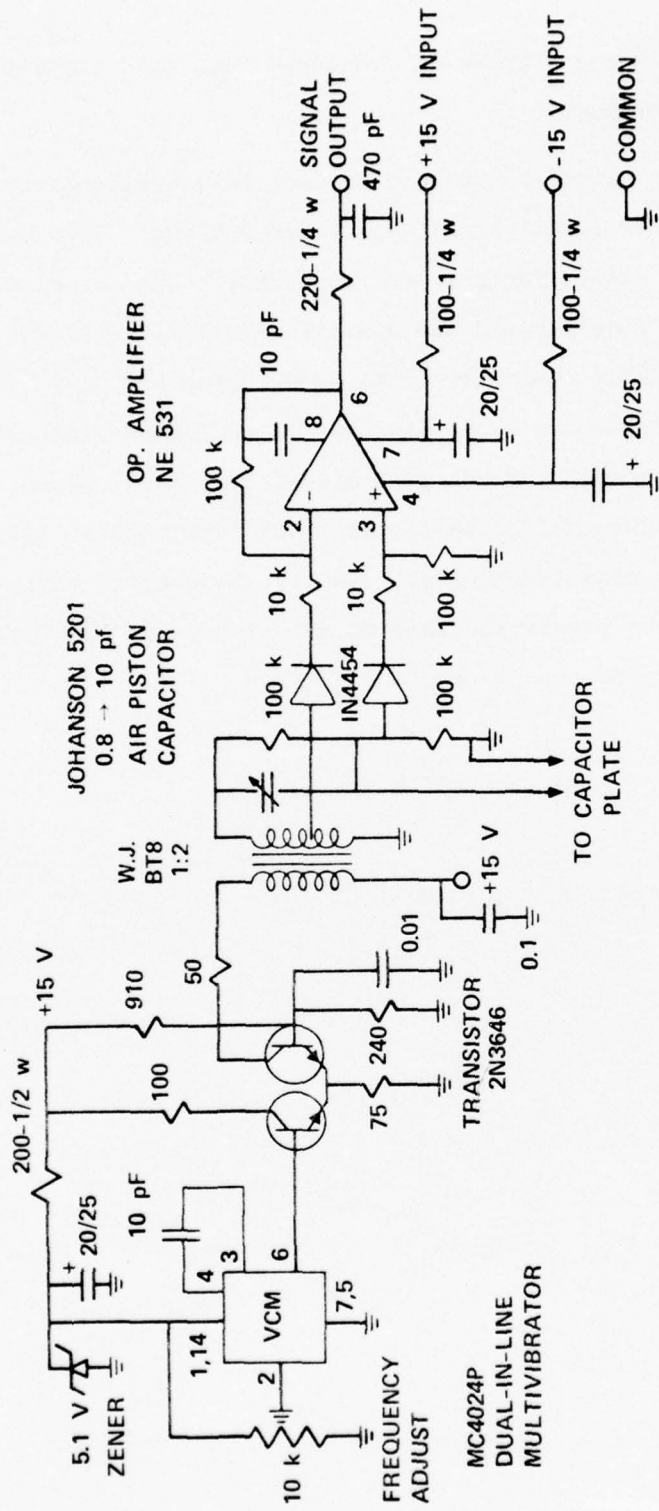 200-1/2 w
+15 V
5.1 V
ZENER
+
20/25
10 pF
100
910
50
4
3
1,14
VCM
6
2
7,5
10 k
FREQUENCY
ADJUST
MC4024P
DUAL-IN-LINE
MULTIVIBRATOR
75
240
0.01
TRANSISTOR
2N3646
W.J.
BT8
1:2
0.1
+15 V
JOHANSON 5201
0.8 → 10 pf
AIR PISTON
CAPACITOR
100 k
IN4454
100 k
TO CAPACITOR
PLATE
10 k
10 k
100 k
100 k
OP. AMPLIFIER
NE 531
10 pF
2
-
8
6
3
+
7
4
220-1/4 w
SIGNAL
OUTPUT
470 pF
100-1/4 w
+15 V INPUT
+
20/25
100-1/4 w
-15 V INPUT
20/25
+
COMMON